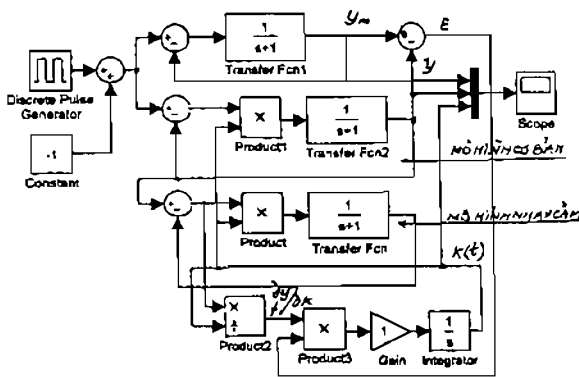 yₘ
E
1
s+1
Transfer Fcn1
y
Discrete Pulse
Generator
-1
Constant
×
Product1
1
s+1
Transfer Fcn2
Scope
MÔ HÌNH CƠ BẢN
×
Product
1
s+1
Transfer Fcn
MÔ HÌNH NHẠY CẢM
K(t)
∂y/∂K
×
÷
Product2
×
Product3
1
Gain
1
s
Integrator